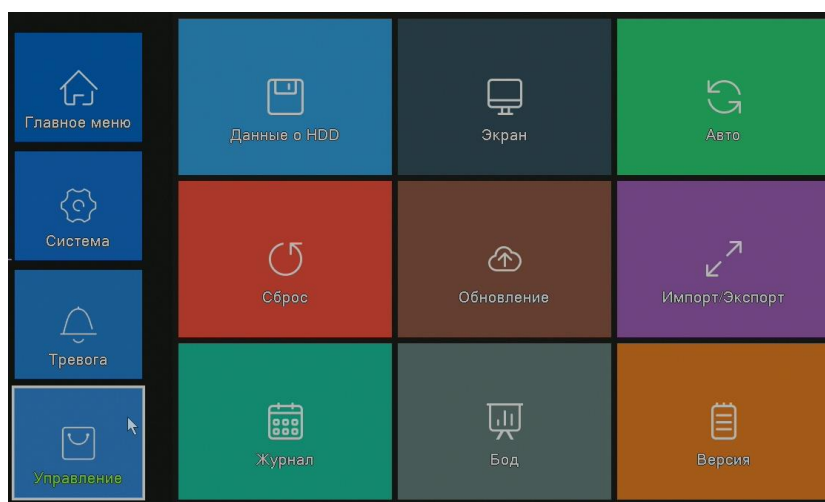 Главное меню
Данные о HDD
Экран
Авто
Система
Сброс
Обновление
Импорт/Экспорт
Тревога
Журнал
Бод
Версия
Управление